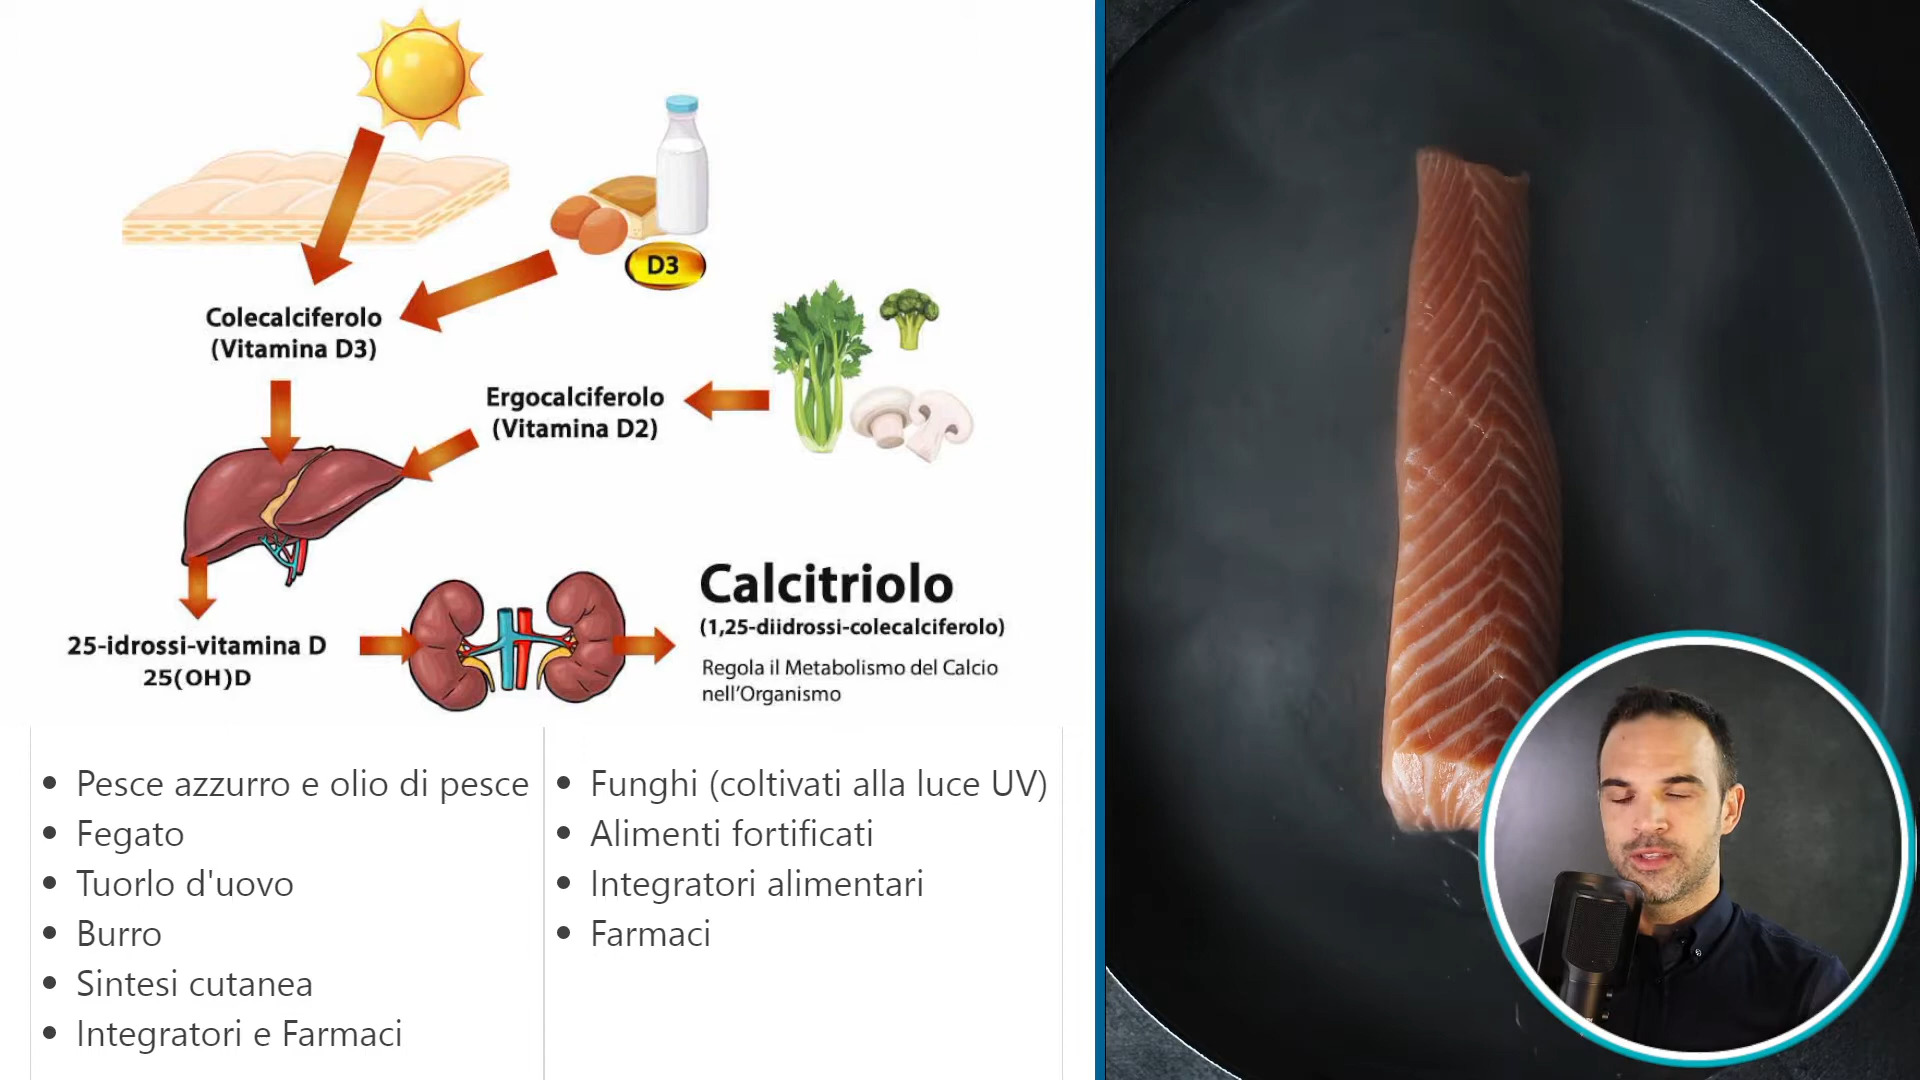 D3
Colecalciferolo
(Vitamina D3)
Ergocalciferolo
(Vitamina D2)
25-idrossi-vitamina D
25(OH)D
Calcitriolo
(1,25-diidrossi-colecalciferolo)
Regola il Metabolismo del Calcio
nell'Organismo
• Pesce azzurro e olio di pesce
• Fegato
• Tuorlo d'uovo
• Burro
• Sintesi cutanea
• Integratori e Farmaci
• Funghi (coltivati alla luce UV)
• Alimenti fortificati
• Integratori alimentari
• Farmaci